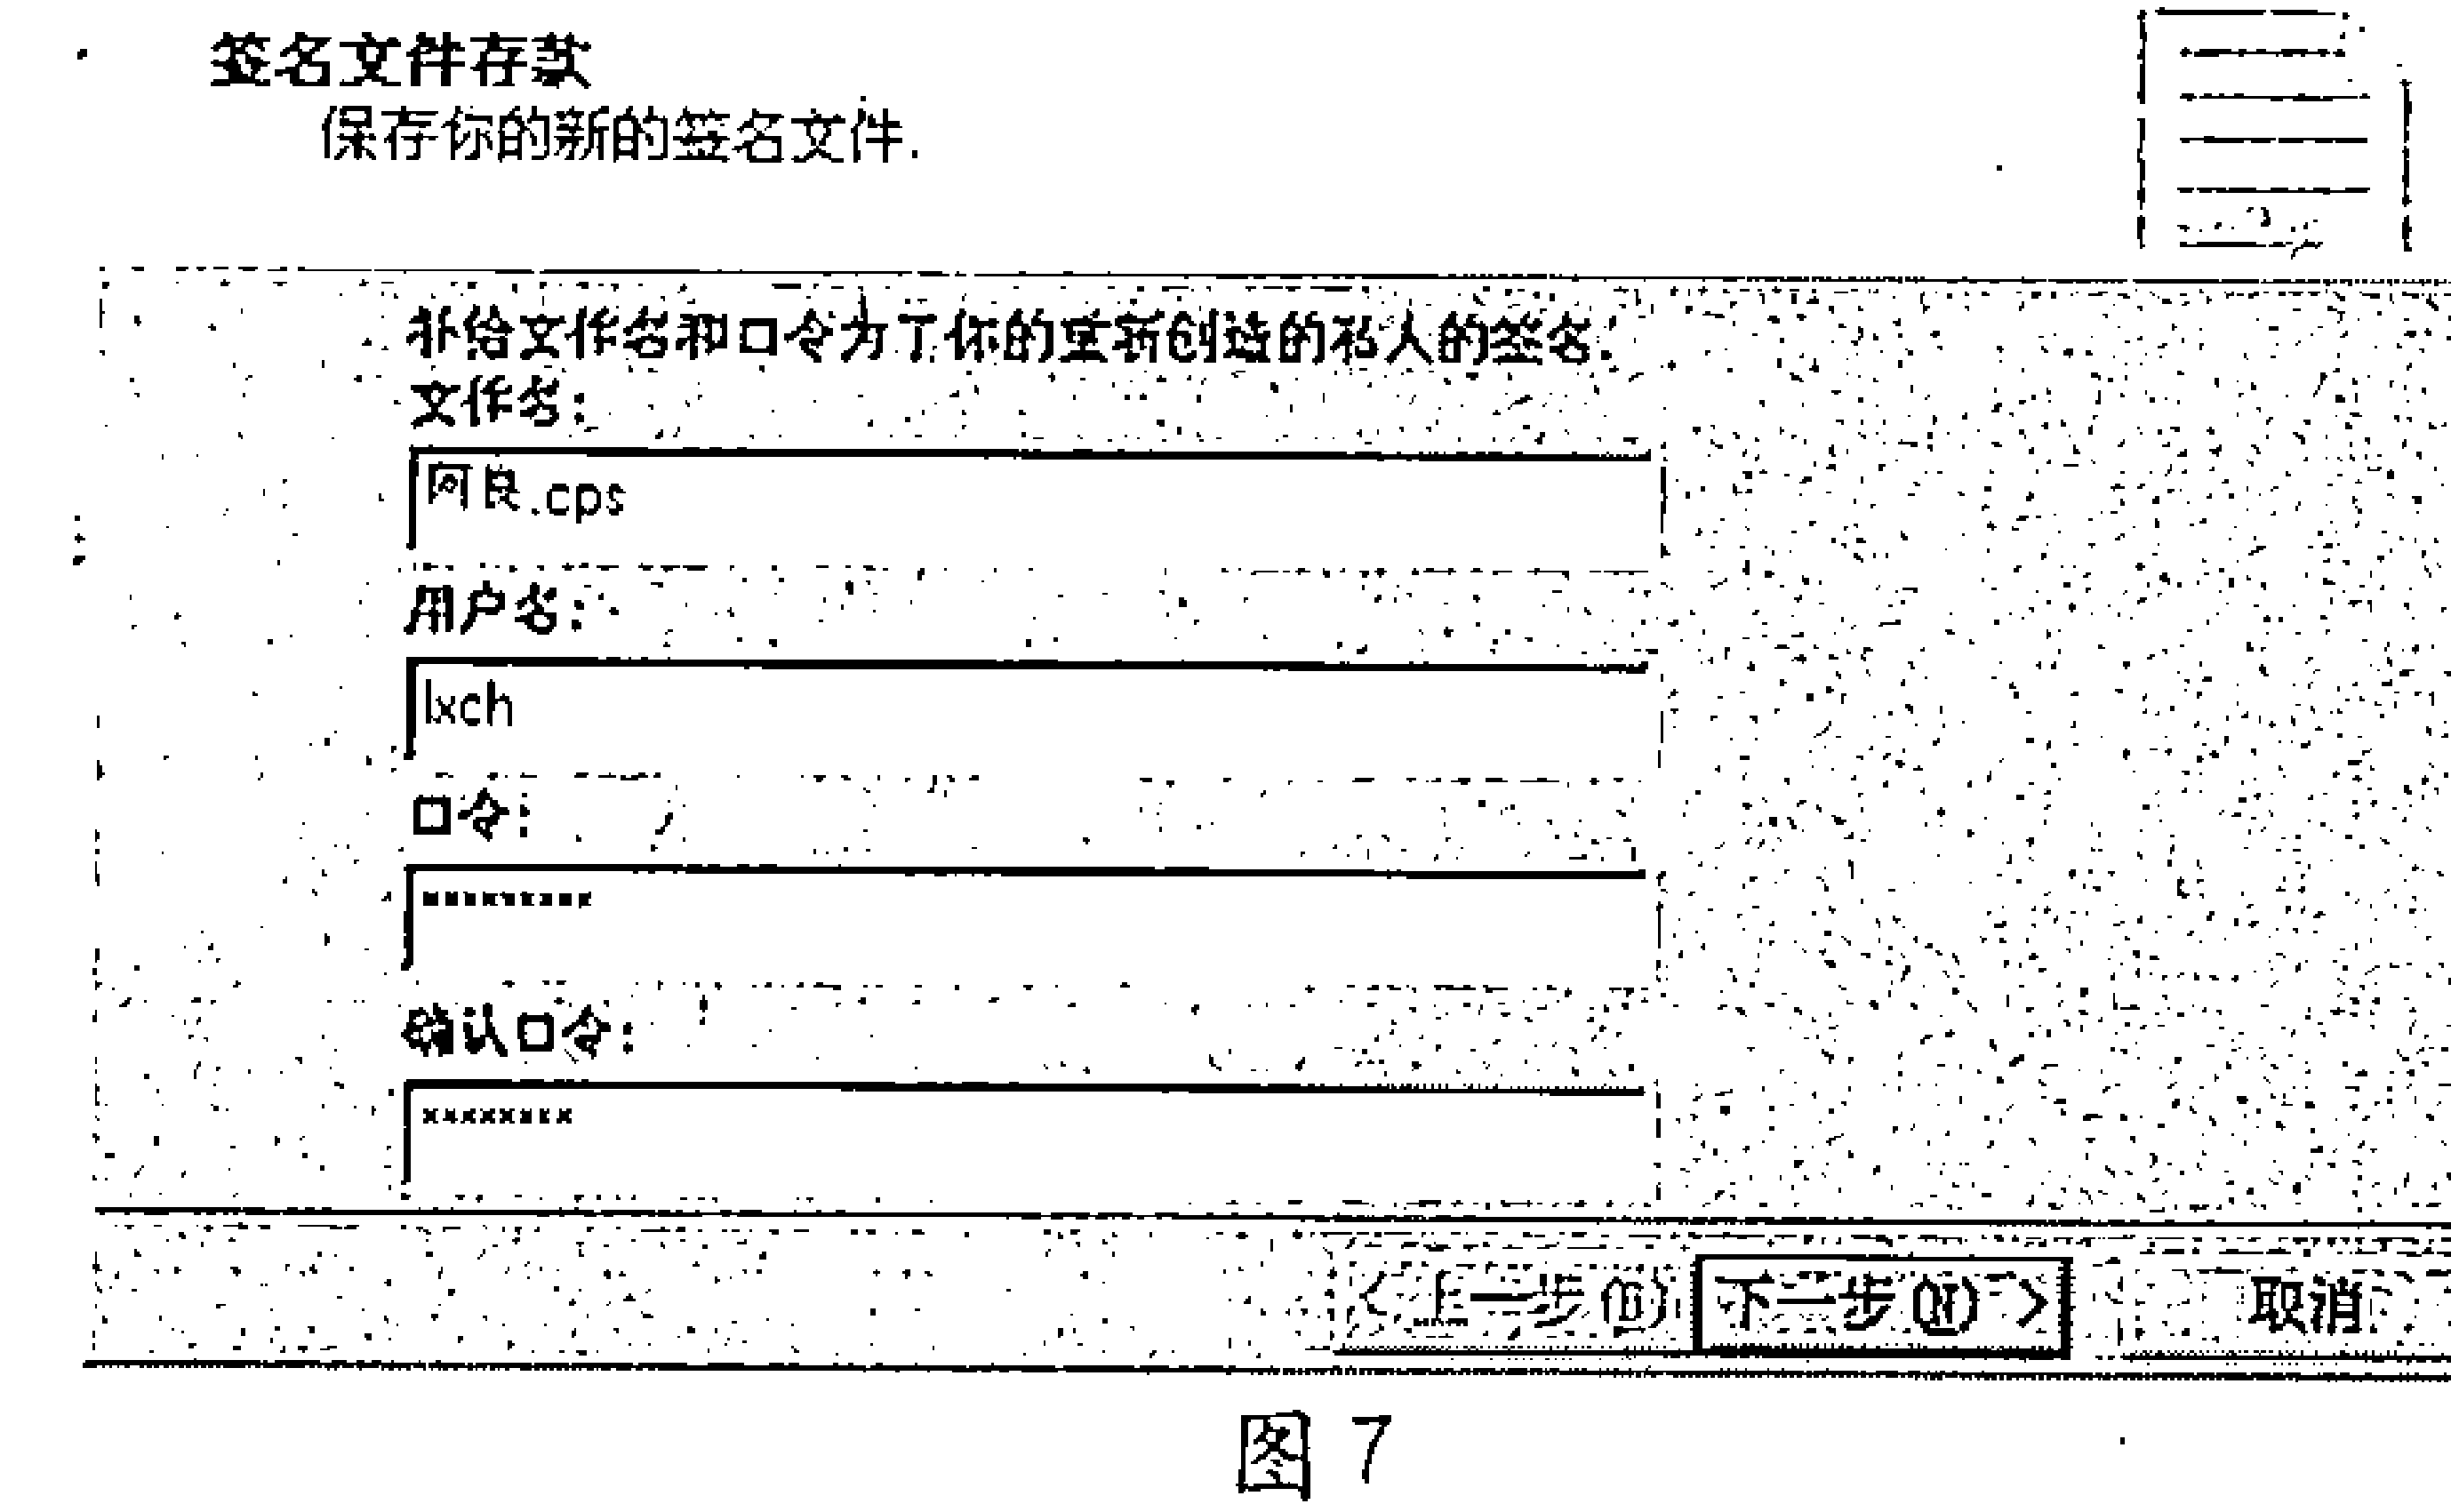 签名文件存款
保存你的新的签名文件.
补给文件名和口令为了你的重新创造的私人的签名.
文件名:
阿良.cps
用户名:
lxch
口令:
*********
确认口令:
********
< 上一步(B)
下一步(N) >
取消
图 7